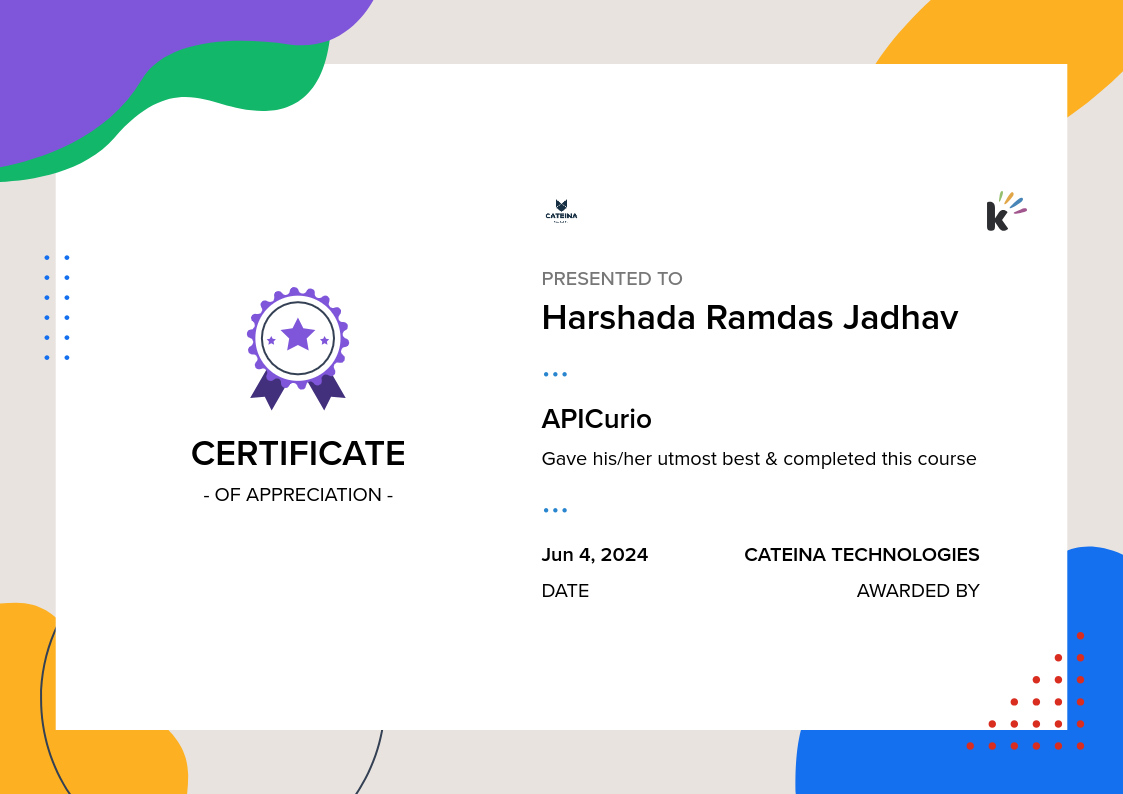 CATEINA
k
PRESENTED TO
Harshada Ramdas Jadhav
APICurio
Gave his/her utmost best & completed this course
CERTIFICATE
- OF APPRECIATION -
Jun 4, 2024 CATEINA TECHNOLOGIES
DATE AWARDED BY